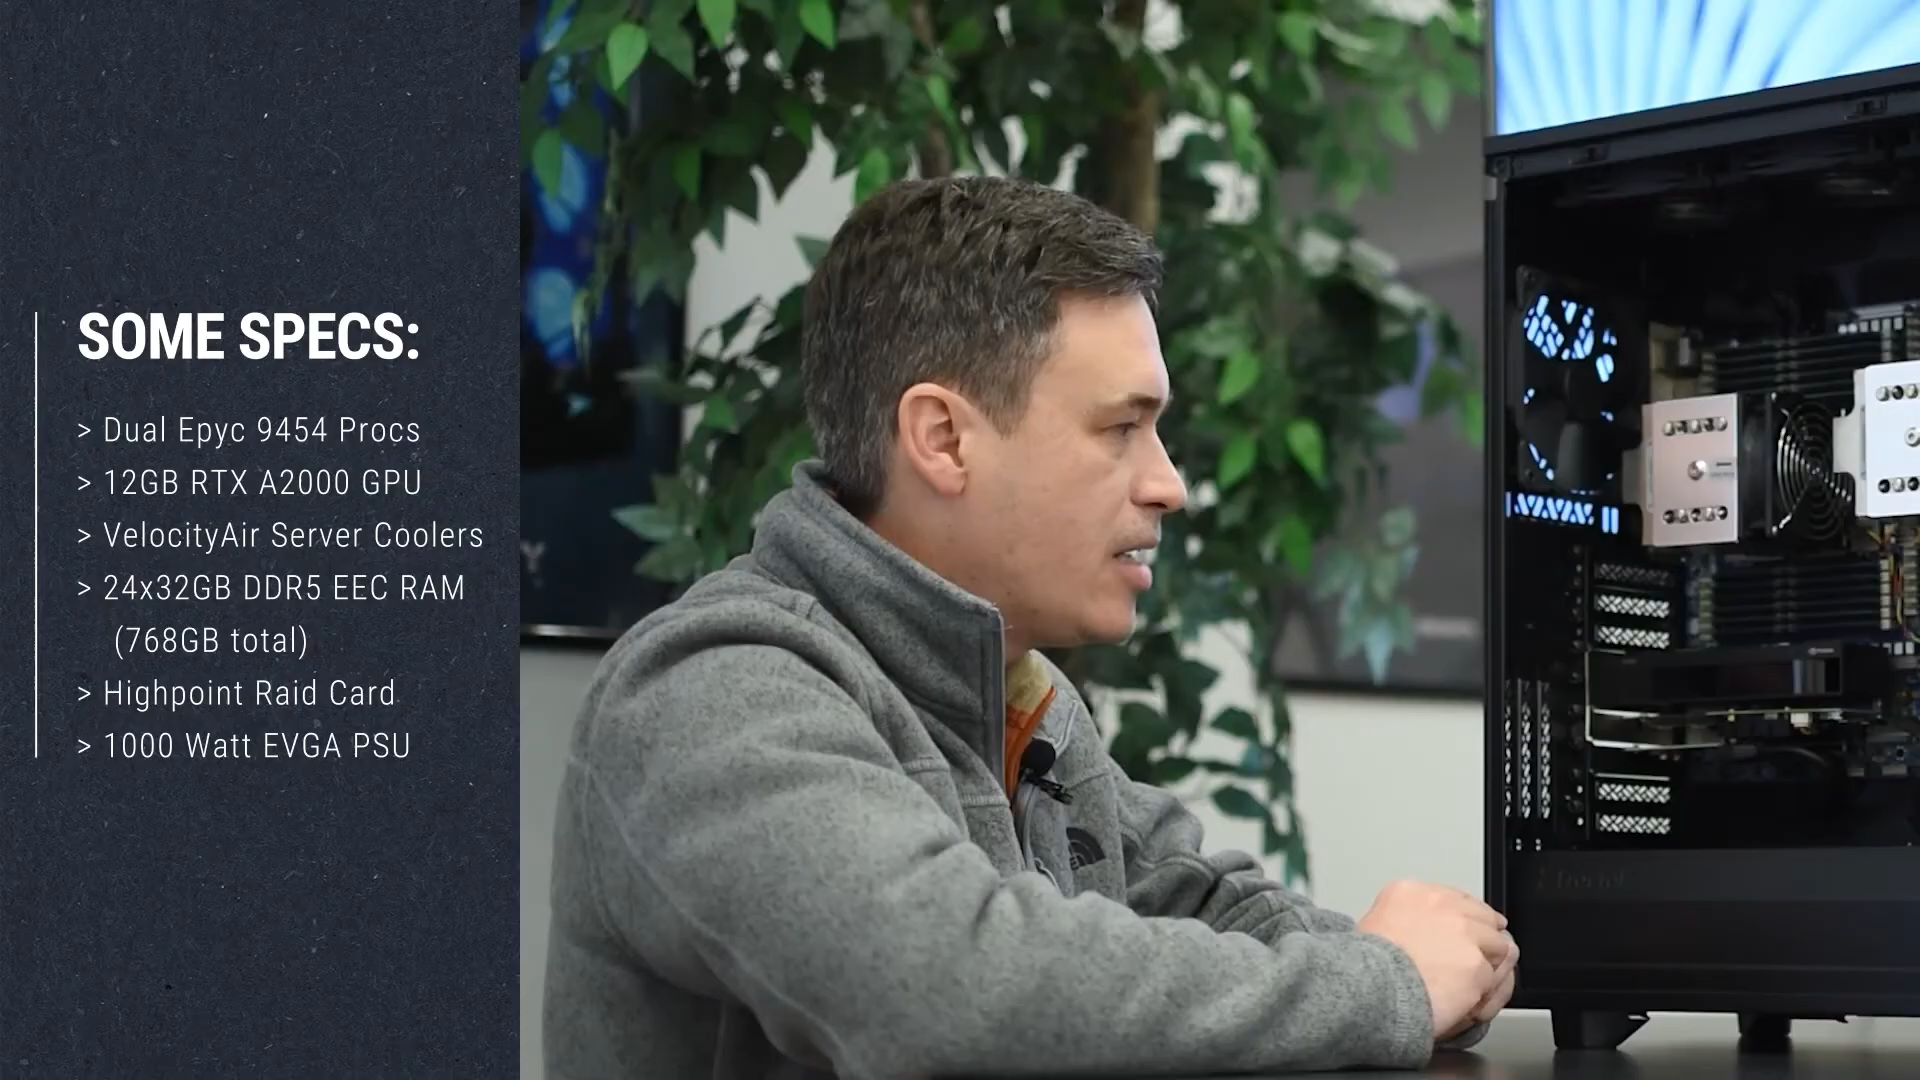 SOME SPECS:
> Dual Epyc 9454 Procs
> 12GB RTX A2000 GPU
> VelocityAir Server Coolers
> 24x32GB DDR5 EEC RAM
(768GB total)
> Highpoint Raid Card
> 1000 Watt EVGA PSU